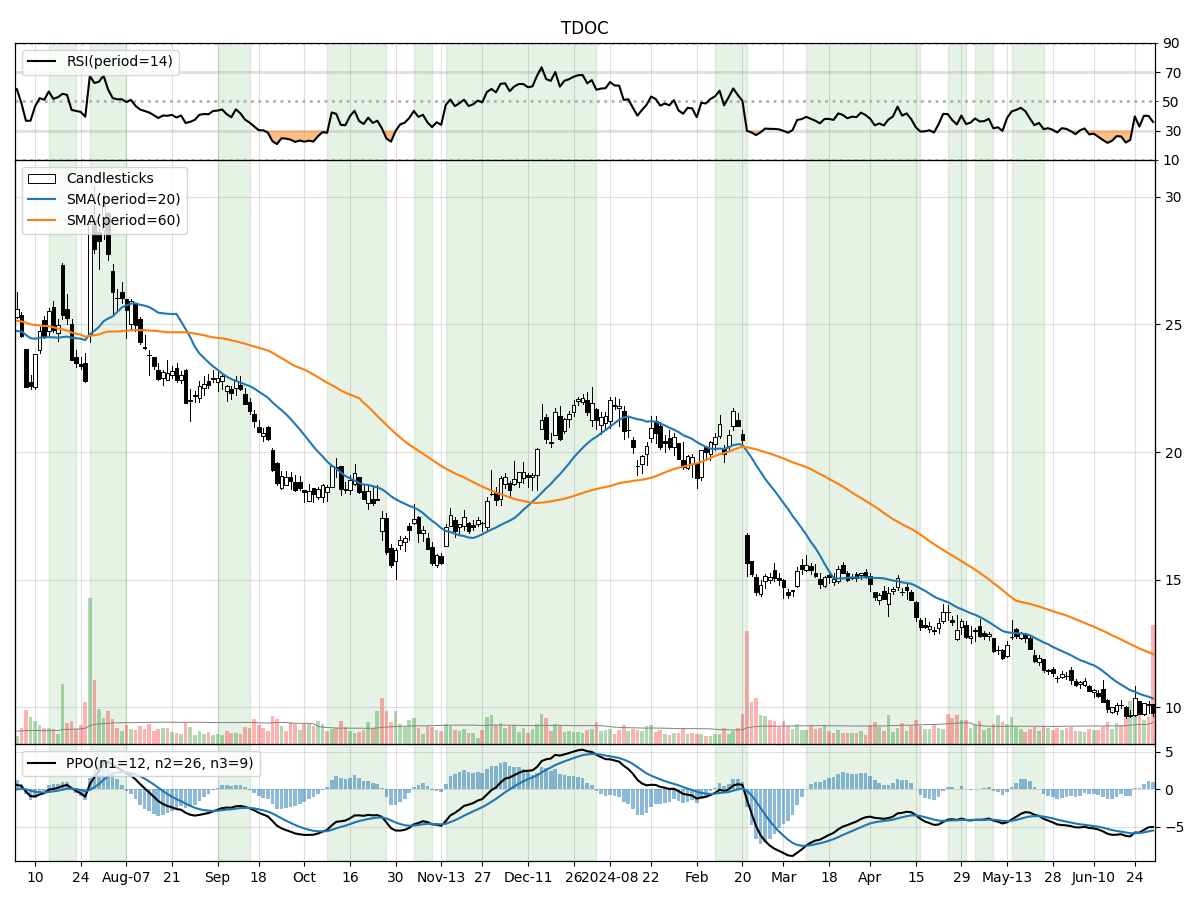 TDOC
RSI(period=14)
90
70
50
30
10
Candlesticks
SMA(period=20)
SMA(period=60)
30
25
20
15
10
PPO(n1=12, n2=26, n3=9)
5
0
−5
10 24 Aug-07 21 Sep 18 Oct 16 30 Nov-13 27 Dec-11 26 2024-08 22 Feb 20 Mar 18 Apr 15 29 May-13 28 Jun-10 24